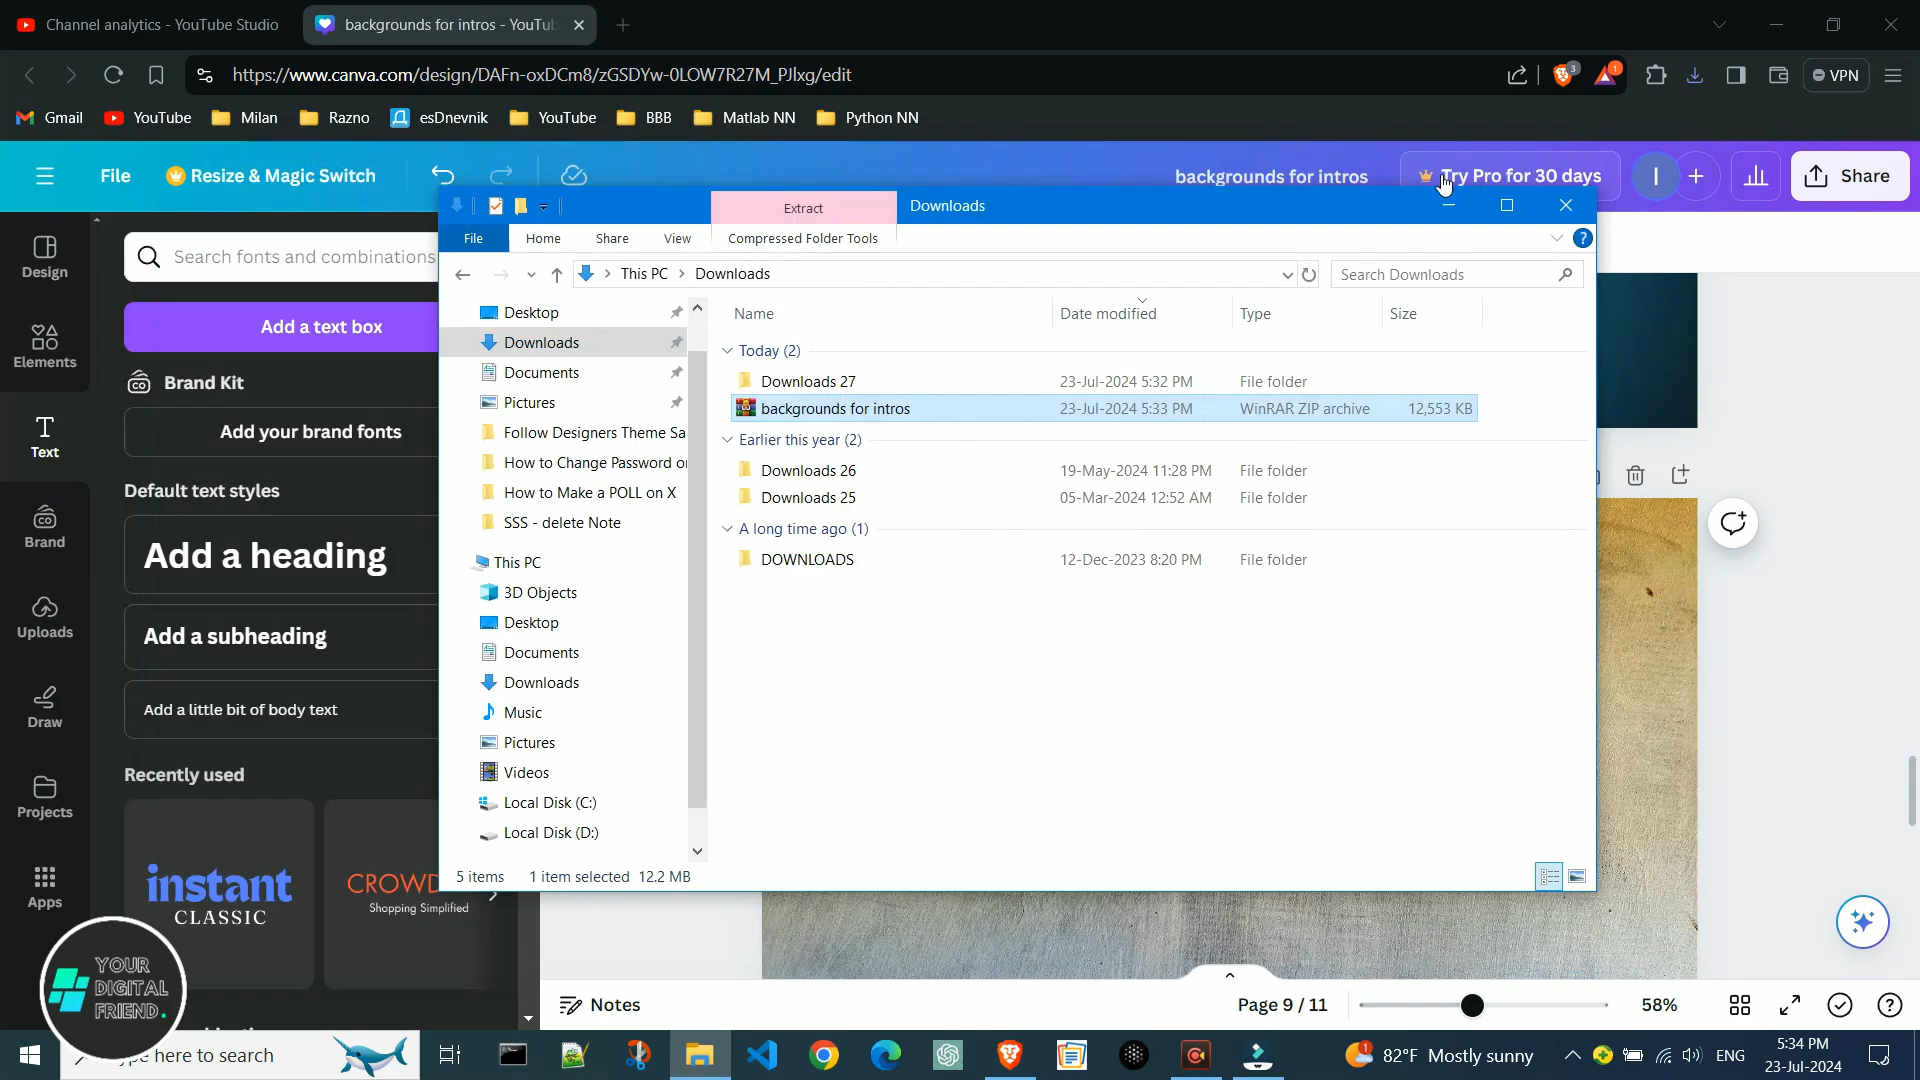 Channel analytics - YouTube Studio
backgrounds for intros - YouTub
https://www.canva.com/design/DAFn-oxDCm8/zGSDYw-0LOW7R27M_PJlxg/edit
3
1
VPN
Gmail
YouTube
Milan
Razno
esDnevnik
YouTube
BBB
Matlab NN
Python NN
File
Resize & Magic Switch
backgrounds for intros
Try Pro for 30 days
I
Share
Extract
Downloads
File
Home
Share
View
Compressed Folder Tools
This PC
Downloads
Search Downloads
Design
Elements
Text
Brand
Uploads
Draw
Projects
Apps
Search fonts and combinations
Add a text box
Brand Kit
Add your brand fonts
Default text styles
Add a heading
Add a subheading
Add a little bit of body text
Recently used
instant
CLASSIC
CROWD
Shopping Simplified
Desktop
Downloads
Documents
Pictures
Follow Designers Theme Sa
How to Change Password o
How to Make a POLL on X
SSS - delete Note
This PC
3D Objects
Desktop
Documents
Downloads
Music
Pictures
Videos
Local Disk (C:)
Local Disk (D:)
Name Date modified Type Size
Today (2)
Downloads 27 23-Jul-2024 5:32 PM File folder
backgrounds for intros 23-Jul-2024 5:33 PM WinRAR ZIP archive 12,553 KB
Earlier this year (2)
Downloads 26 19-May-2024 11:28 PM File folder
Downloads 25 05-Mar-2024 12:52 AM File folder
A long time ago (1)
DOWNLOADS 12-Dec-2023 8:20 PM File folder
5 items 1 item selected 12.2 MB
Notes
Page 9 / 11
58%
YOUR
DIGITAL
FRIEND.
here to search
1
82°F Mostly sunny
ENG
5:34 PM
23-Jul-2024